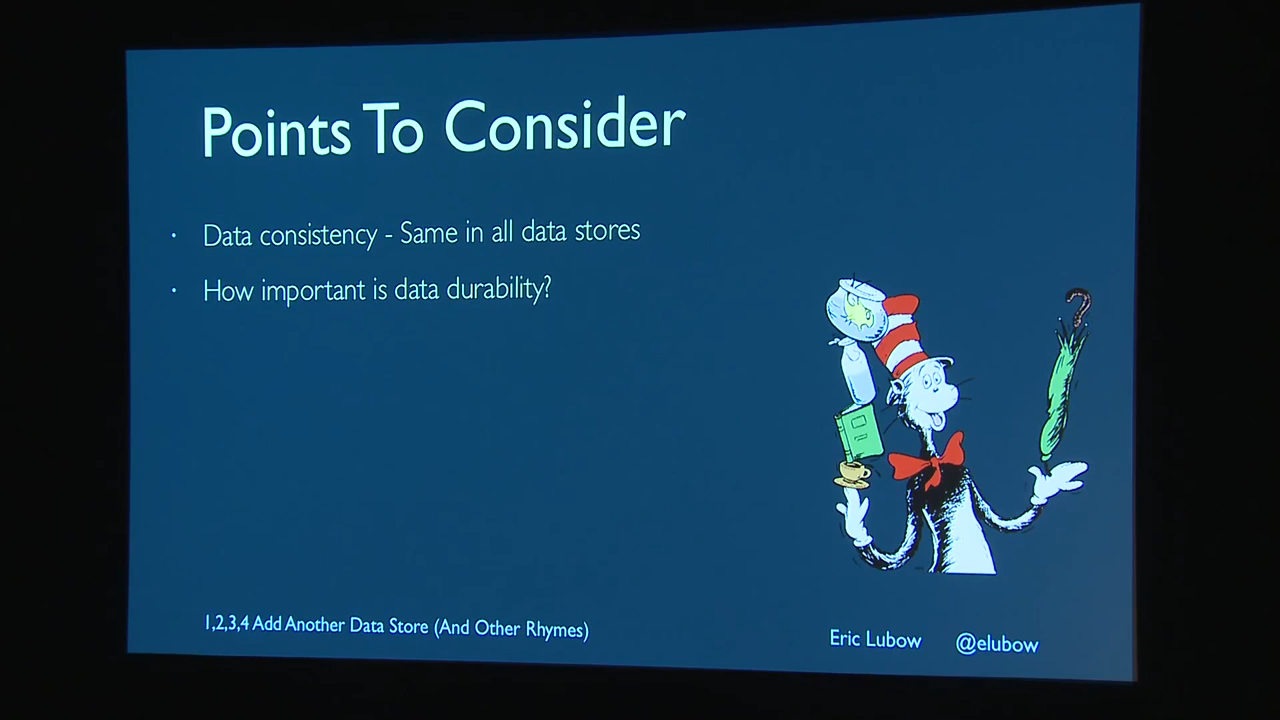 Points To Consider
· Data consistency - Same in all data stores
· How important is data durability?
1,2,3,4 Add Another Data Store (And Other Rhymes)
Eric Lubow @elubow